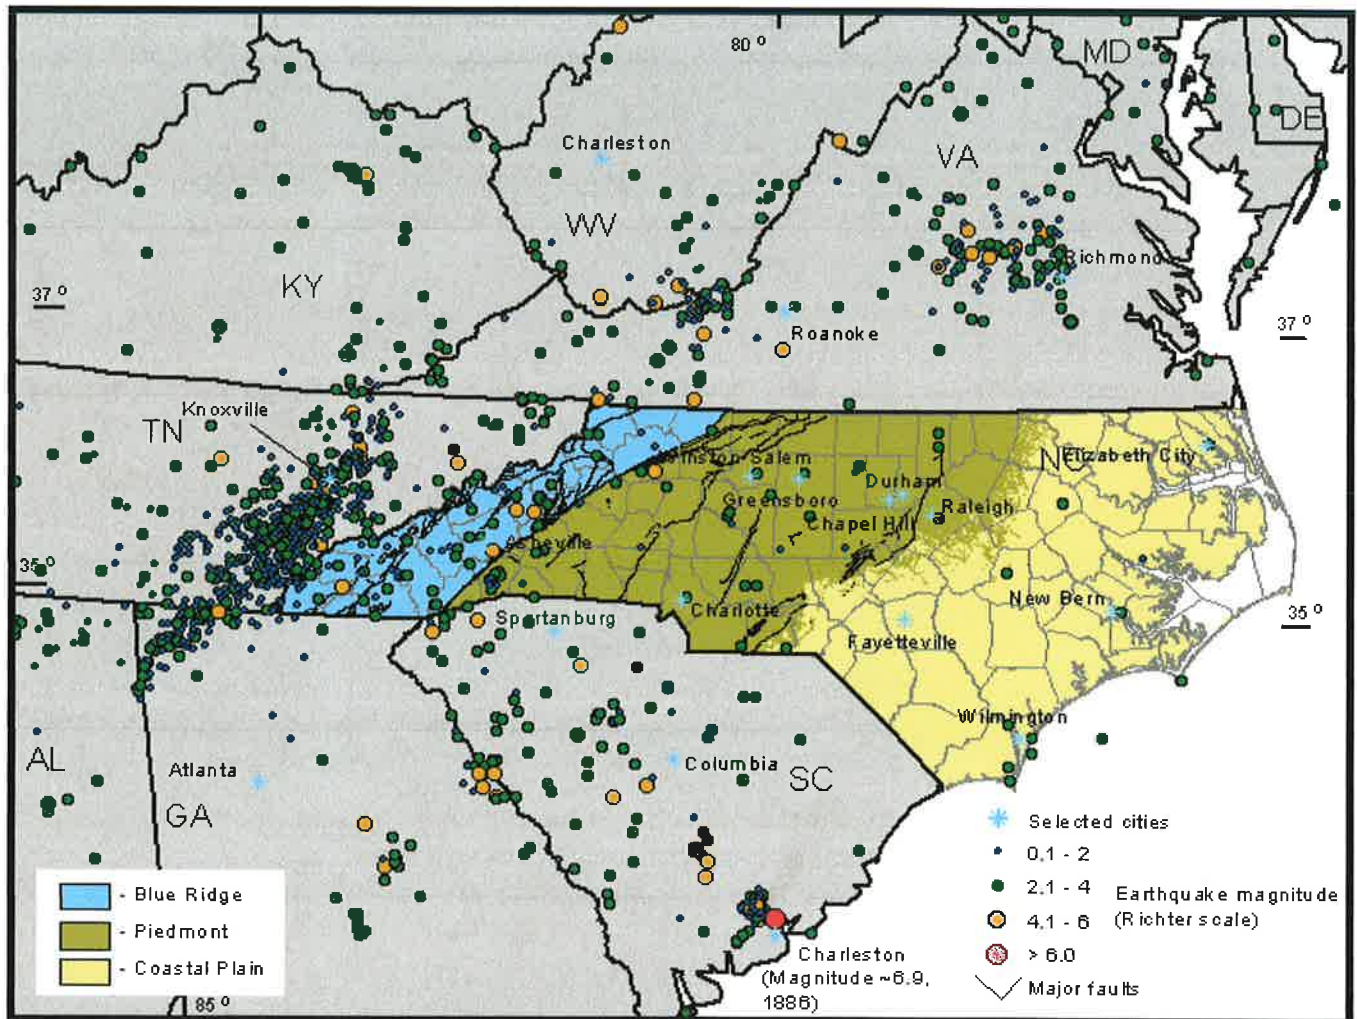 80 º
MD
DE
Charleston
VA
WV
Richmond
KY
37 º
37 º
Roanoke
Knoxville
TN
NC
Elizabeth City
Winston-Salem
Durham
Greensboro
Raleigh
Chapel Hill
Asheville
35 º
New Bern
Charlotte
35 º
Spartanburg
Fayetteville
Wilmington
AL
Atlanta
Columbia
SC
GA
Selected cities
0.1 - 2
2.1 - 4
Earthquake magnitude
(Richter scale)
4.1 - 6
> 6.0
Major faults
- Blue Ridge
- Piedmont
- Coastal Plain
Charleston
(Magnitude ~6.9,
1886)
85 º